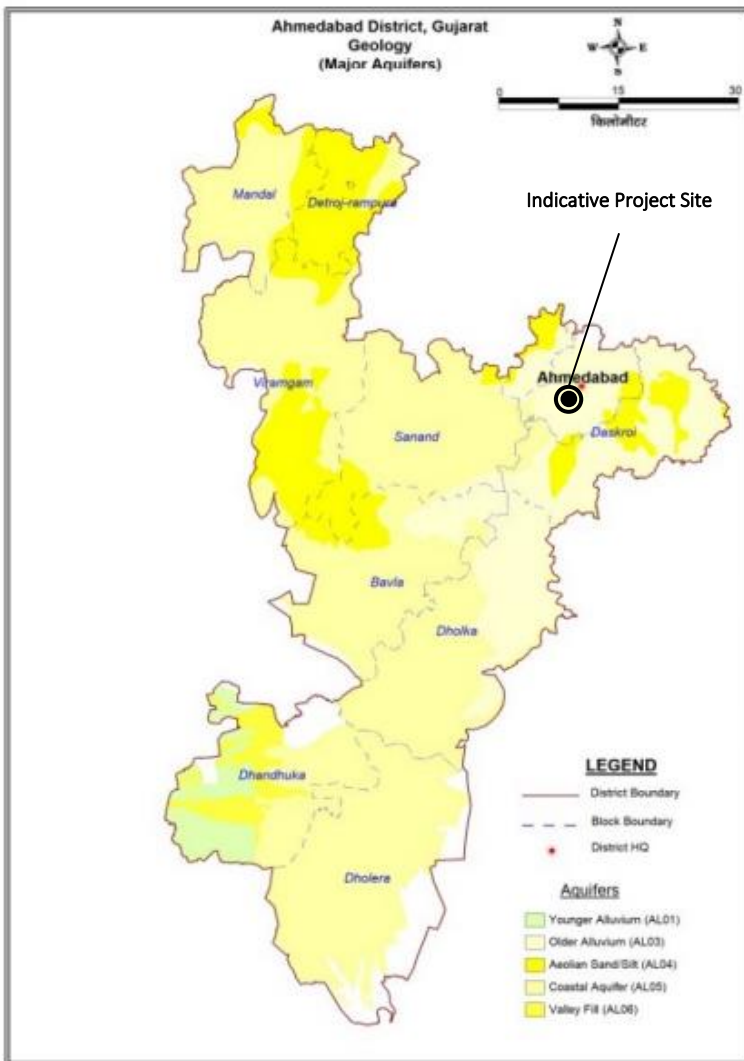 Ahmedabad District, Gujarat
Geology
(Major Aquifers)
N
W E
S
0 15 30
किलोमीटर
Mandal
Detroj-rampura
Indicative Project Site
Ahmedabad
Viramgam
Sanand
Daskroi
Bavla
Dholka
Dhandhuka
Dholera
LEGEND
District Boundary
Block Boundary
District HQ
Aquifers
Younger Alluvium (AL01)
Older Alluvium (AL03)
Aeolian Sand/Silt (AL04)
Coastal Aquifer (AL05)
Valley Fill (AL06)